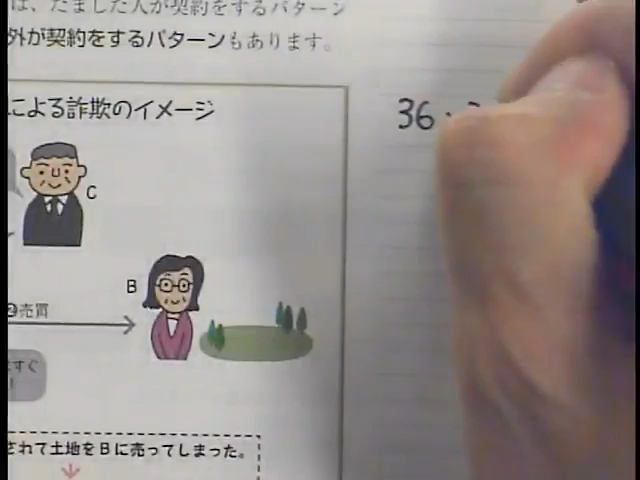 は、だました人が契約をするパターン
外が契約をするパターンもあります。
による詐欺のイメージ
36
C
B
❷売買
すぐ
されて土地をBに売ってしまった。